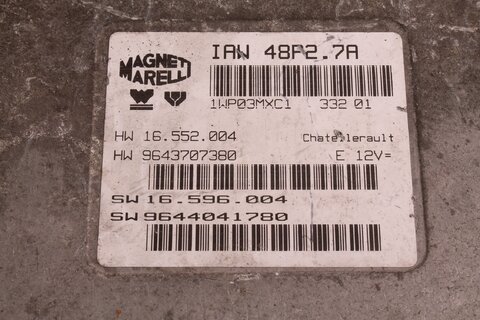 MAGNETI
MARELLI
IAW 48P2.7A
1WP03MXC1 332 01
HW 16.552.004 Chatellerault
HW 9643707380 E 12V=
SW 16.596.004
SW 9644041780